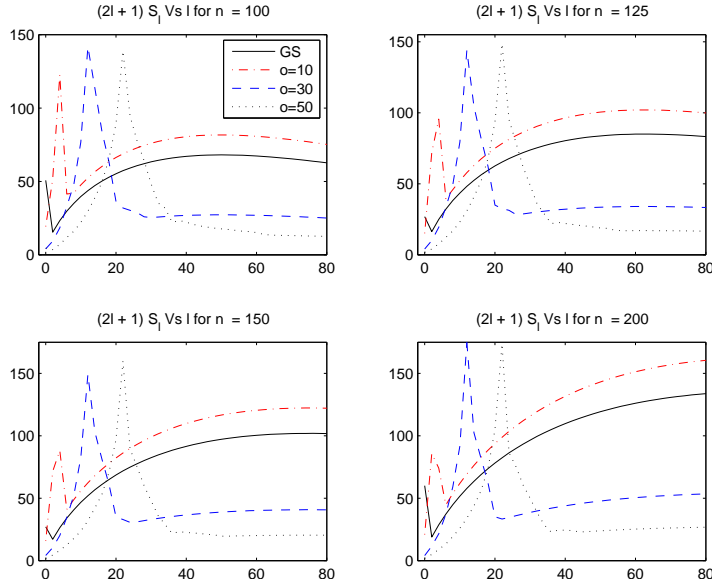 (2l + 1) S_l Vs l for n = 100
150
100
50
0
0 20 40 60 80
GS
o=10
o=30
o=50
(2l + 1) S_l Vs l for n = 125
150
100
50
0
0 20 40 60 80
(2l + 1) S_l Vs l for n = 150
150
100
50
0
0 20 40 60 80
(2l + 1) S_l Vs l for n = 200
150
100
50
0
0 20 40 60 80